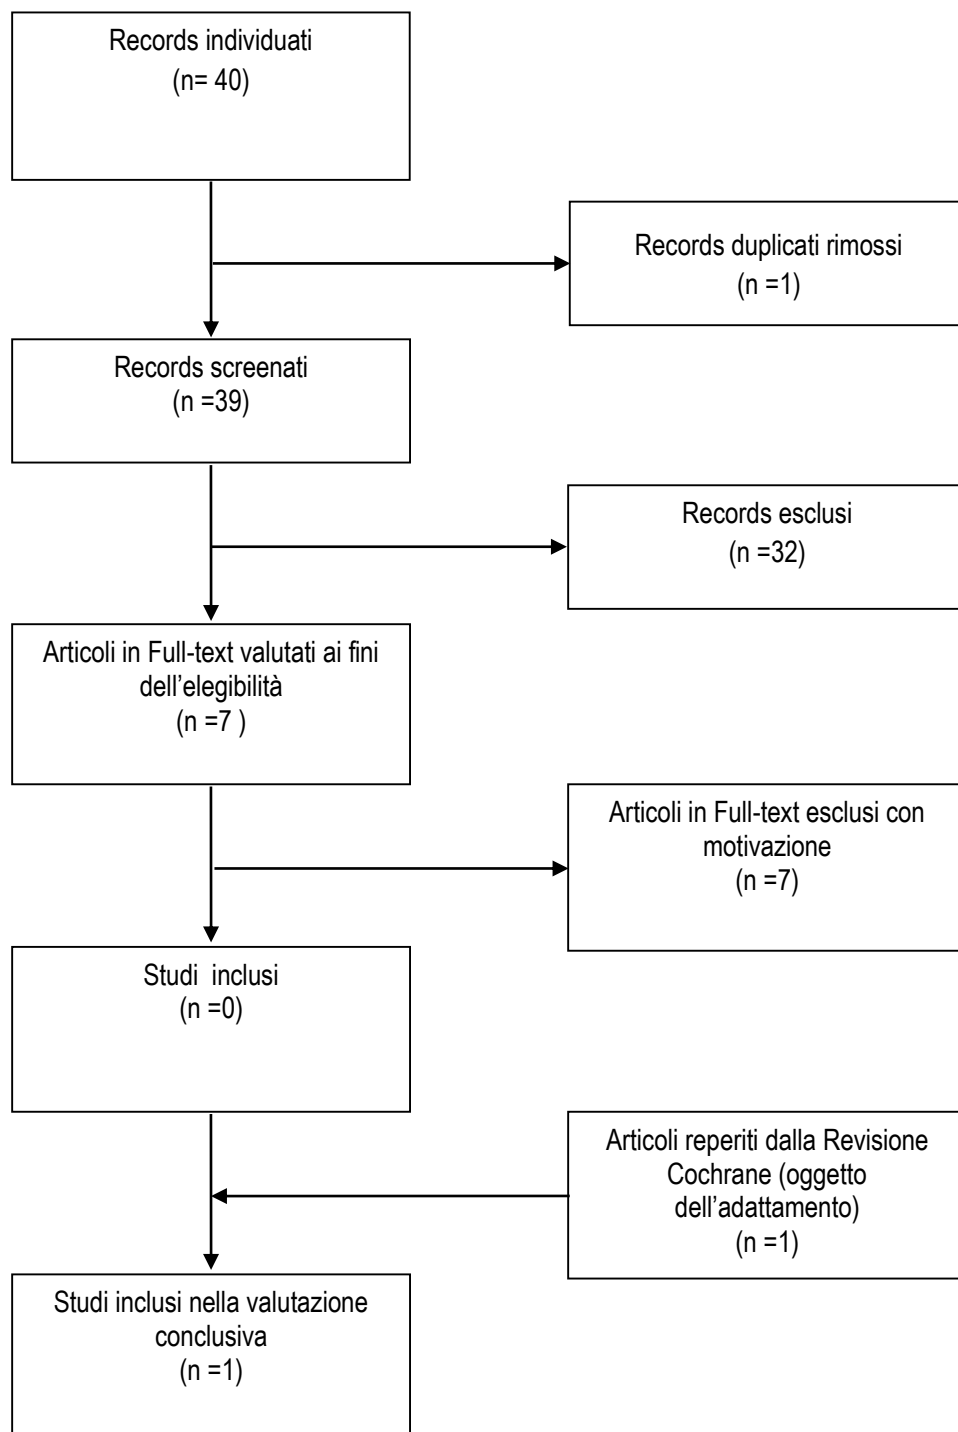 Records individuati
(n= 40)
Records duplicati rimossi
(n =1)
Records screenati
(n =39)
Records esclusi
(n =32)
Articoli in Full-text valutati ai fini
dell’elegibilità
(n =7 )
Articoli in Full-text esclusi con
motivazione
(n =7)
Studi inclusi
(n =0)
Articoli reperiti dalla Revisione
Cochrane (oggetto
dell’adattamento)
(n =1)
Studi inclusi nella valutazione
conclusiva
(n =1)